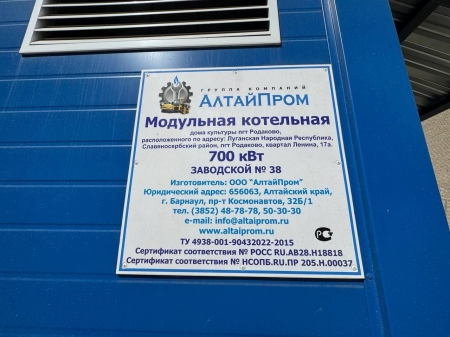 ГРУППА КОМПАНИЙ
АЛТАЙПРОМ
Модульная котельная
дома культуры пгт Родаково,
расположенного по адресу: Луганская Народная Республика,
Славяносербский район, пгт Родаково, квартал Ленина, 17а.
700 кВт
ЗАВОДСКОЙ № 38
Изготовитель: ООО "АлтайПром"
Юридический адрес: 656063, Алтайский край,
г. Барнаул, пр-т Космонавтов, 32Б/1
тел. (3852) 48-78-78, 50-30-30
e-mail: info@altaiprom.ru
www.altaiprom.ru
ТУ 4938-001-90432022-2015
Сертификат соответствия № РОСС RU.АВ28.Н18818
Сертификат соответствия № НСОПБ.RU.ПР 205.Н.00037